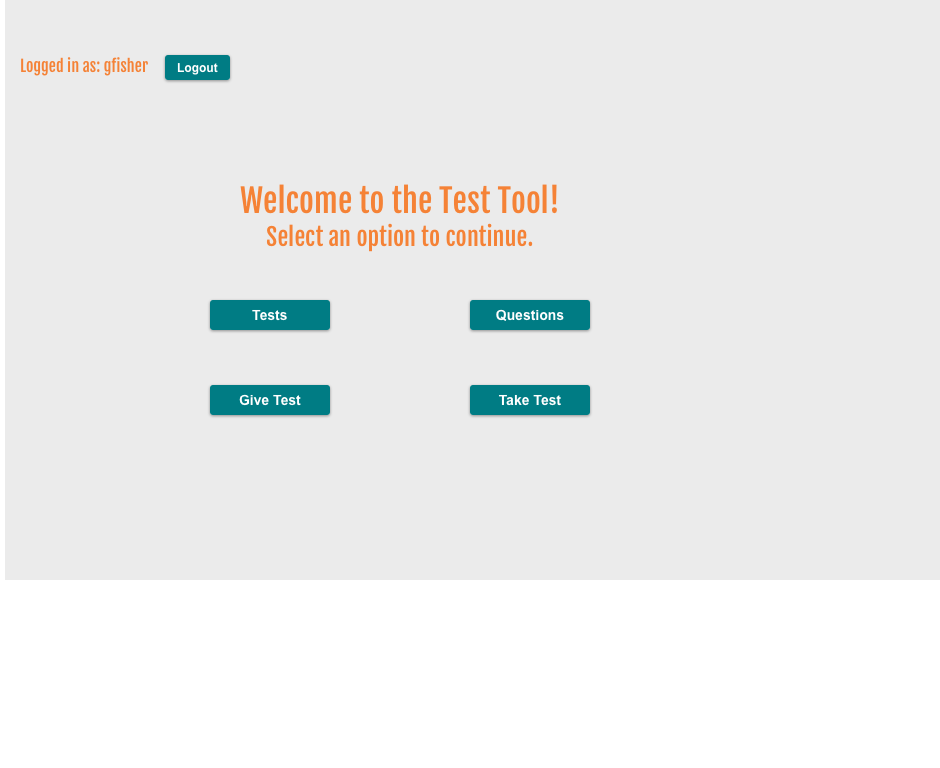 Logged in as: gfisher
Logout
Welcome to the Test Tool!
Select an option to continue.
Tests
Questions
Give Test
Take Test